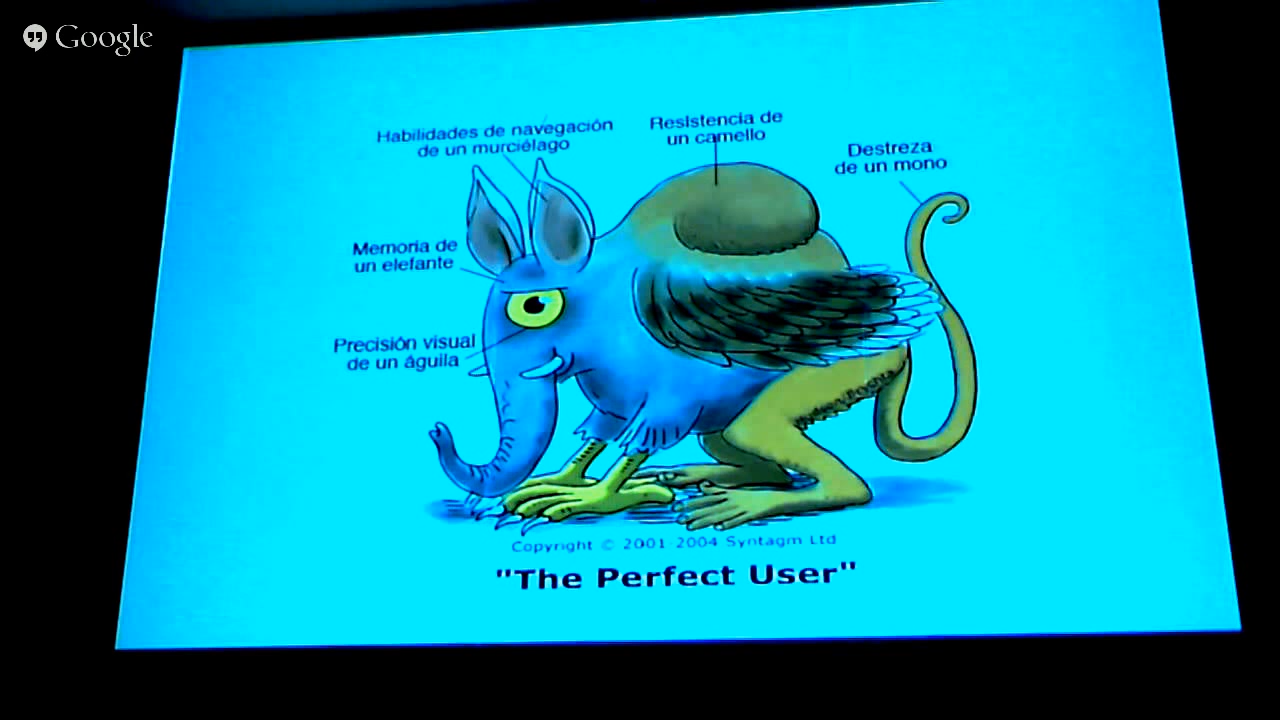 Google
Habilidades de navegación
de un murciélago
Resistencia de
un camello
Destreza
de un mono
Memoria de
un elefante
Precisión visual
de un águila
Copyright © 2001 2004 Syntagm Ltd
"The Perfect User"